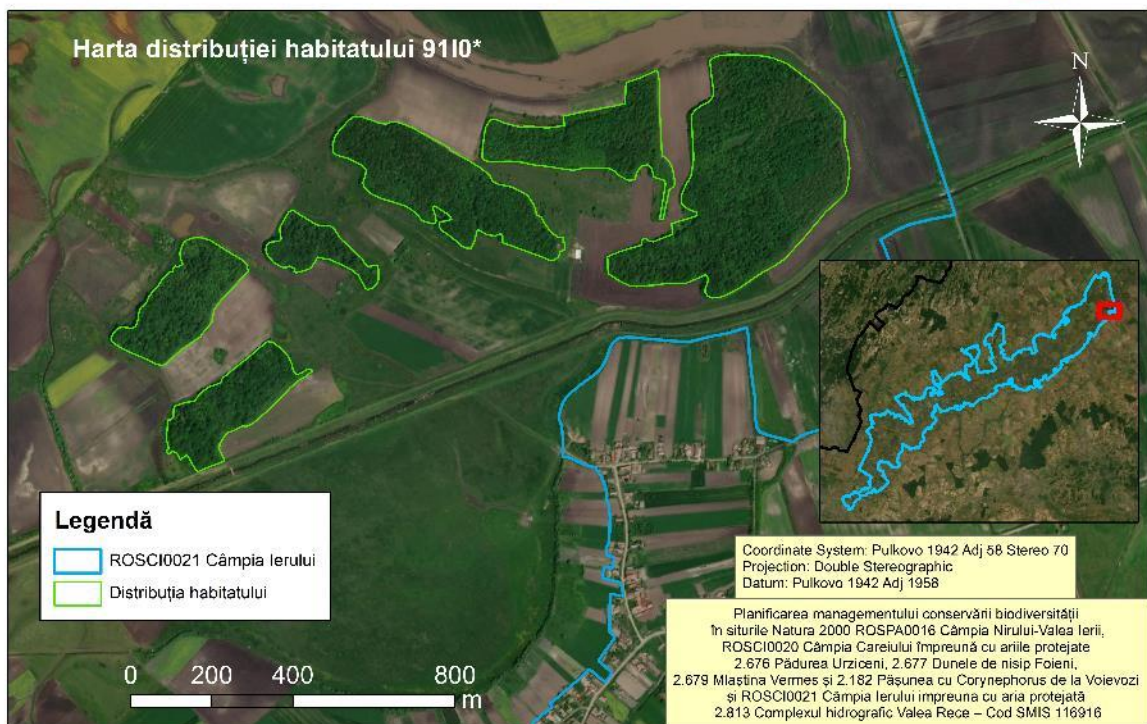 Harta distribuției habitatului 91I0*
N
Legendă
ROSCI0021 Câmpia Ierului
Distribuția habitatului
0 200 400 800
m
Coordinate System: Pulkovo 1942 Adj 58 Stereo 70
Projection: Double Stereographic
Datum: Pulkovo 1942 Adj 1958
Planificarea managementului conservării biodiversității
în siturile Natura 2000 ROSPA0016 Câmpia Nirului-Valea Ierii,
ROSCI0020 Câmpia Careiului împreună cu ariile protejate
2.676 Pădurea Urziceni, 2.677 Dunele de nisip Foieni,
2.679 Mlaștina Vermes și 2.182 Pășunea cu Corynephorus de la Voievozi
și ROSCI0021 Câmpia Ierului impreuna cu aria protejată
2.813 Complexul hidrografic Valea Rece – Cod SMIS 116916